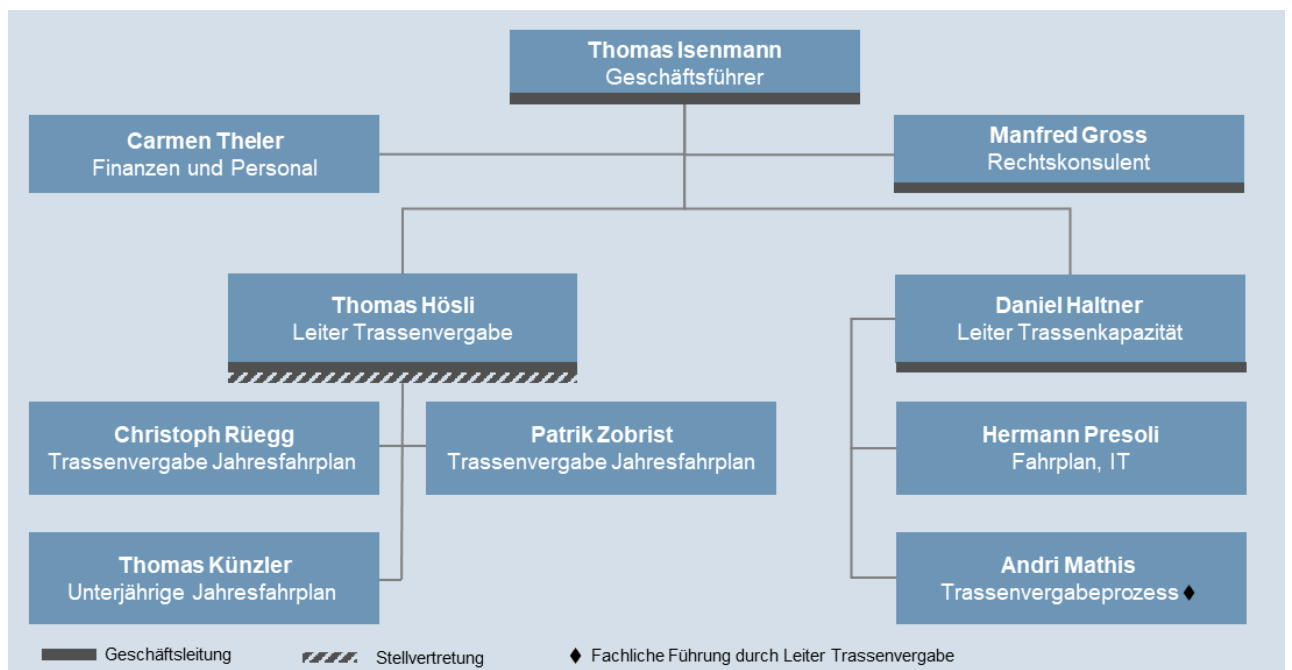 Thomas Isenmann
Geschäftsführer
Carmen Theler
Finanzen und Personal
Manfred Gross
Rechtskonsulent
Thomas Hösli
Leiter Trassenvergabe
Daniel Haltner
Leiter Trassenkapazität
Christoph Rüegg
Trassenvergabe Jahresfahrplan
Patrik Zobrist
Trassenvergabe Jahresfahrplan
Hermann Presoli
Fahrplan, IT
Thomas Künzler
Unterjährige Jahresfahrplan
Andri Mathis
Trassenvergabeprozess ♦
Geschäftsleitung
Stellvertretung
♦ Fachliche Führung durch Leiter Trassenvergabe